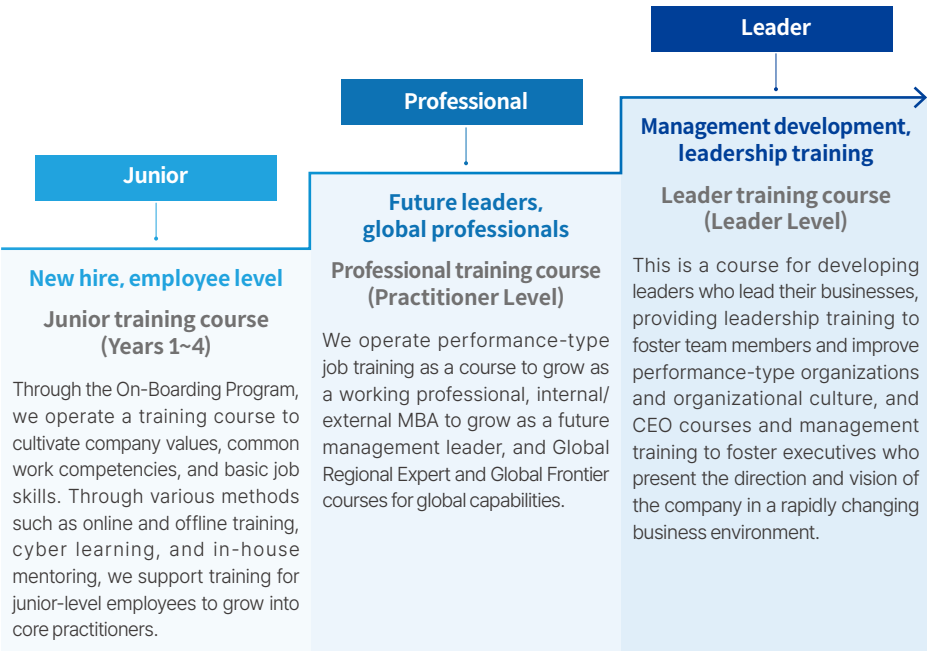 Junior
New hire, employee level
Junior training course
(Years 1~4)
Through the On-Boarding Program,
we operate a training course to
cultivate company values, common
work competencies, and basic job
skills. Through various methods
such as online and offline training,
cyber learning, and in-house
mentoring, we support training for
junior-level employees to grow into
core practitioners.
Professional
Future leaders,
global professionals
Professional training course
(Practitioner Level)
We operate performance-type
job training as a course to grow as
a working professional, internal/
external MBA to grow as a future
management leader, and Global
Regional Expert and Global Frontier
courses for global capabilities.
Leader
Management development,
leadership training
Leader training course
(Leader Level)
This is a course for developing
leaders who lead their businesses,
providing leadership training to
foster team members and improve
performance-type organizations
and organizational culture, and
CEO courses and management
training to foster executives who
present the direction and vision of
the company in a rapidly changing
business environment.